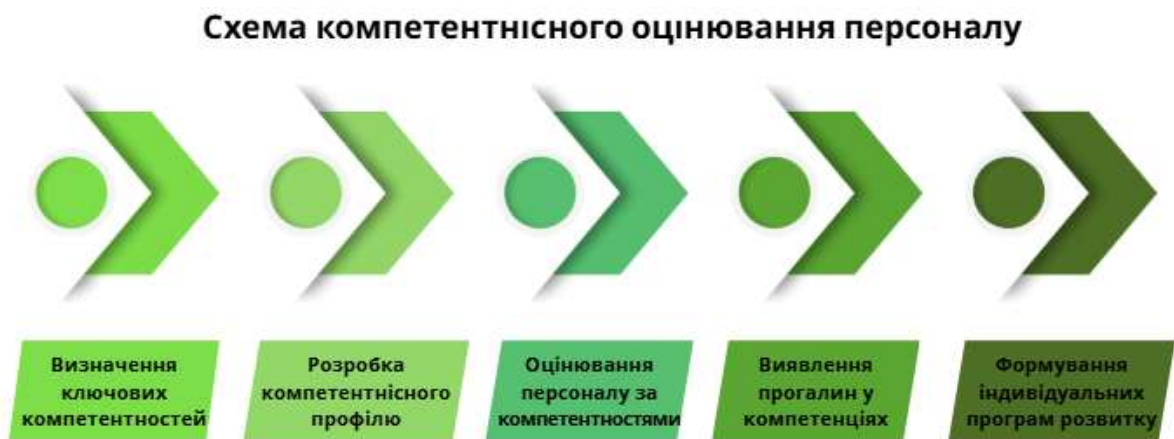 Схема компетентнісного оцінювання персоналу
Визначення
ключових
компетентностей
Розробка
компетентнісного
профілю
Оцінювання
персоналу за
компетентностями
Виявлення
прогалин у
компетенціях
Формування
індивідуальних
програм розвитку